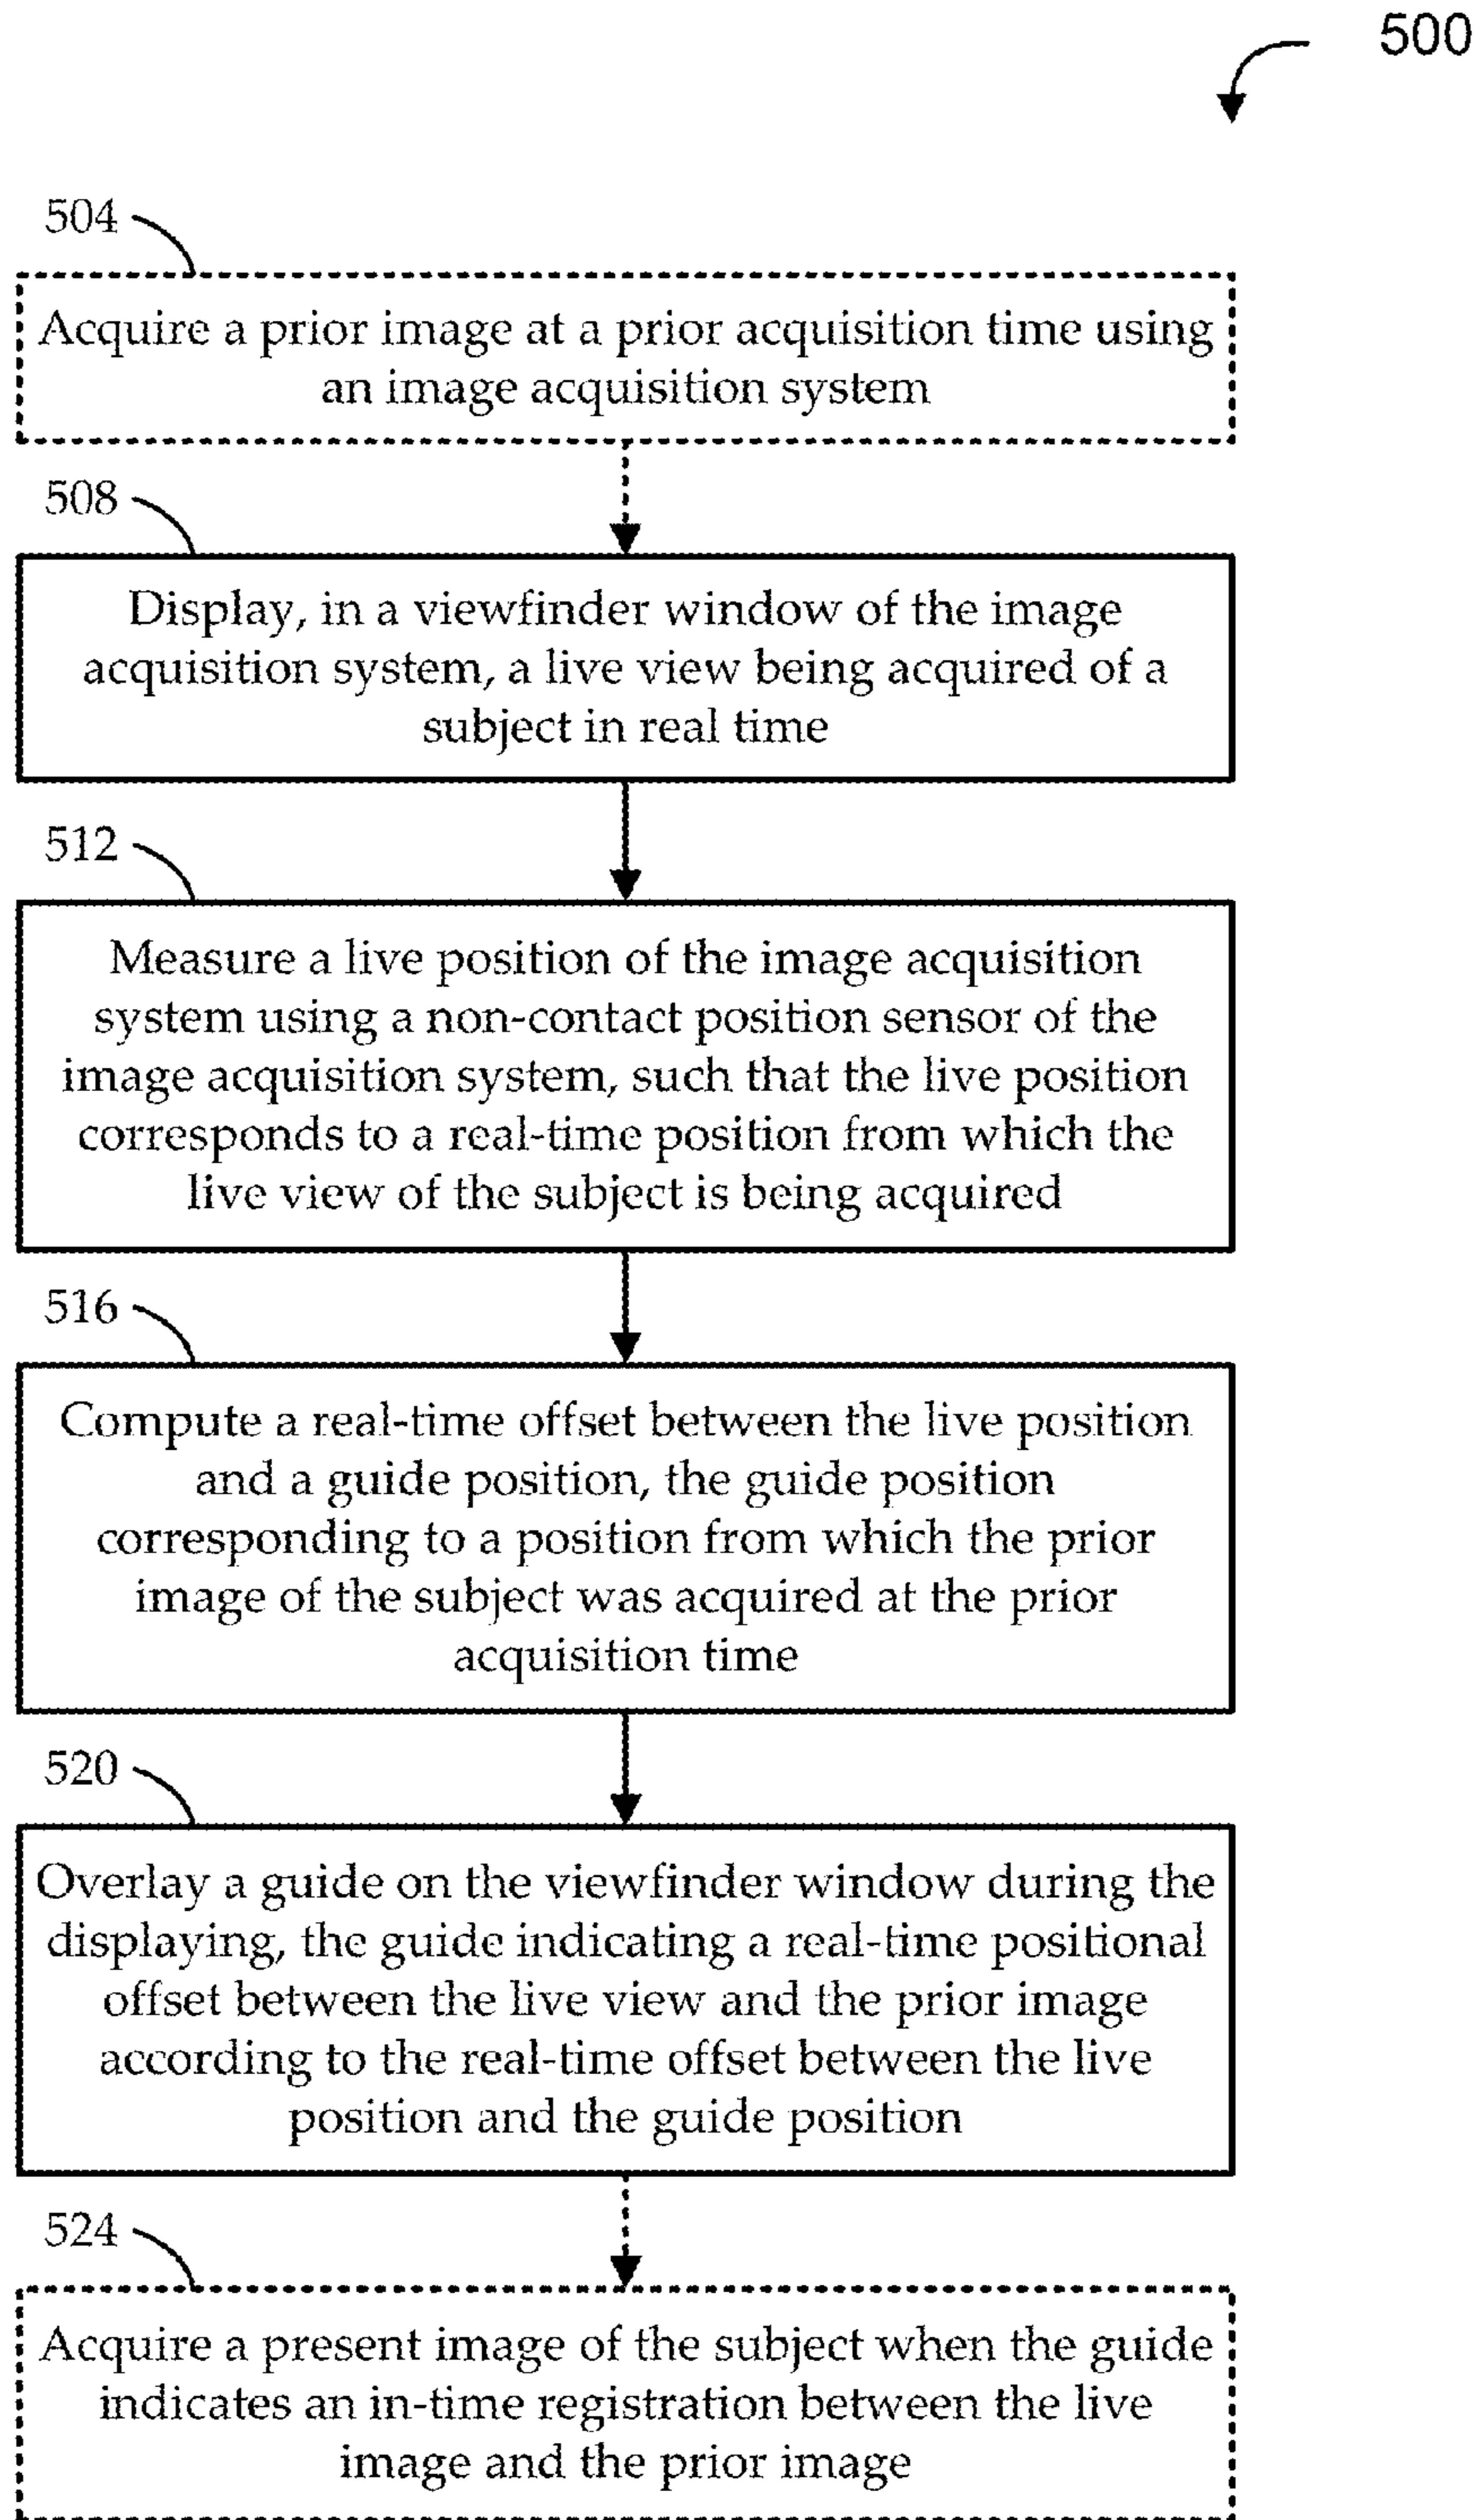 500
504
Acquire a prior image at a prior acquisition time using
an image acquisition system
508
Display, in a viewfinder window of the image
acquisition system, a live view being acquired of a
subject in real time
512
Measure a live position of the image acquisition
system using a non-contact position sensor of the
image acquisition system, such that the live position
corresponds to a real-time position from which the
live view of the subject is being acquired
516
Compute a real-time offset between the live position
and a guide position, the guide position
corresponding to a position from which the prior
image of the subject was acquired at the prior
acquisition time
520
Overlay a guide on the viewfinder window during the
displaying, the guide indicating a real-time positional
offset between the live view and the prior image
according to the real-time offset between the live
position and the guide position
524
Acquire a present image of the subject when the guide
indicates an in-time registration between the live
image and the prior image